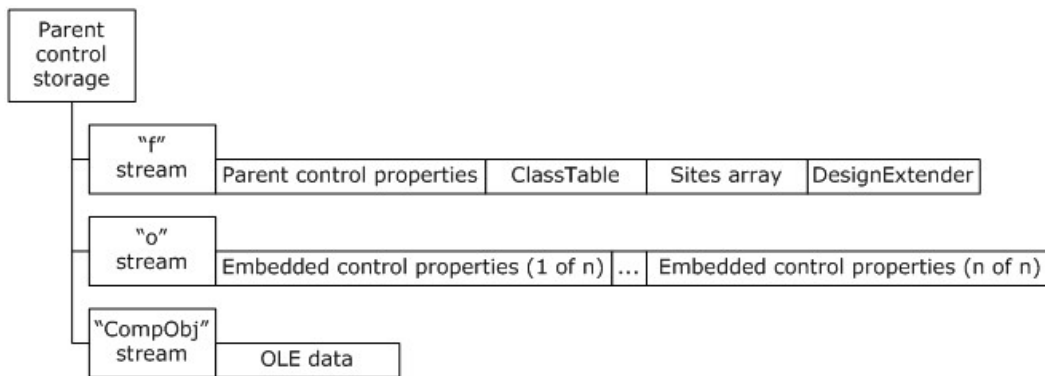 Parent
control
storage
“f”
stream
Parent control properties
ClassTable
Sites array
DesignExtender
“o”
stream
Embedded control properties (1 of n)
...
Embedded control properties (n of n)
“CompObj”
stream
OLE data